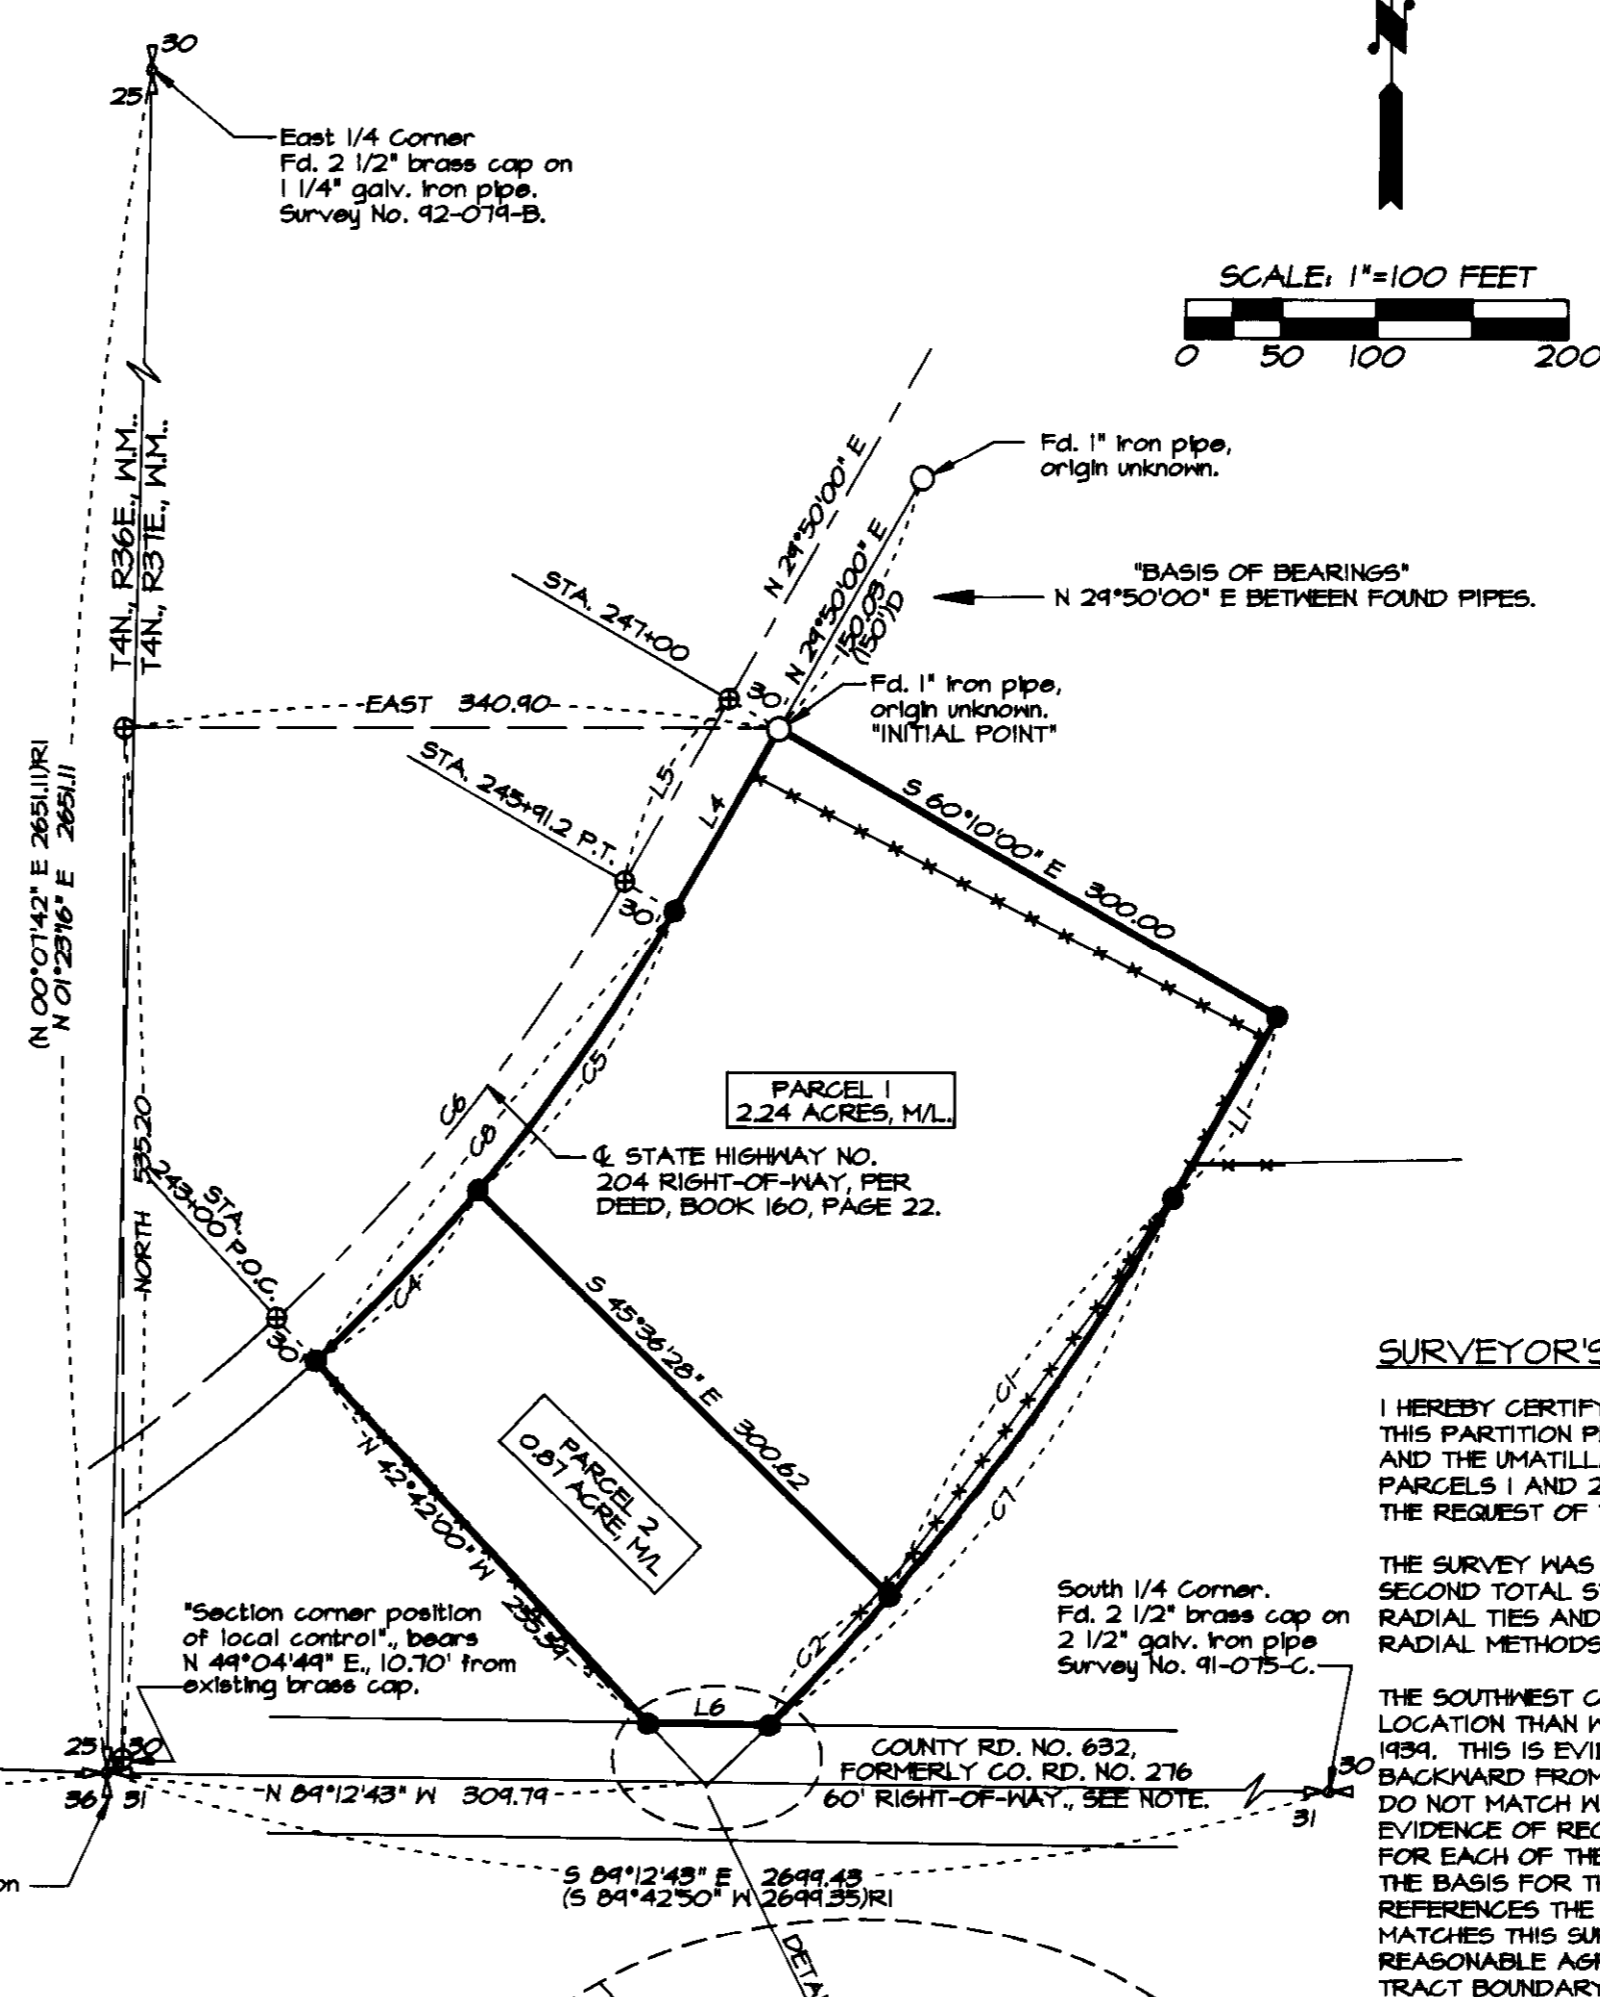 30
25
East 1/4 Corner
Fd. 2 1/2" brass cap on
1 1/4" galv. iron pipe.
Survey No. 92-079-B.
N
SCALE: 1"=100 FEET
0 50 100 200
T4N., R36E., W.M..
T4N., R37E., W.M..
N 29°50'00" E
N 29°50'00" E
150.03
(150')D
Fd. 1" iron pipe,
origin unknown.
"BASIS OF BEARINGS"
N 29°50'00" E BETWEEN FOUND PIPES.
STA. 247+00
30'
Fd. 1" iron pipe,
origin unknown.
"INITIAL POINT"
EAST 340.90
STA. 245+91.2 P.T.
30'
L5
L4
S 60°10'00" E 300.00
(N 00°07'42" E 2651.11)R1
N 01°23'16" E 2651.11
NORTH 535.20
C5
C6
C8
C4
L1
PARCEL 1
2.24 ACRES, M/L.
℄ STATE HIGHWAY NO.
204 RIGHT-OF-WAY, PER
DEED, BOOK 160, PAGE 22.
STA.
243+00 P.O.C.
30'
S 45°36'28" E 300.62
PARCEL 2
0.87 ACRE, M/L
N 42°42'00" W 235.39
C1
C7
C2
L6
SURVEYOR'S
I HEREBY CERTIFY
THIS PARTITION P
AND THE UMATILL
PARCELS 1 AND 2
THE REQUEST OF
THE SURVEY WAS
SECOND TOTAL S
RADIAL TIES AND
RADIAL METHODS
THE SOUTHWEST C
LOCATION THAN W
1939. THIS IS EVI
BACKWARD FROM
DO NOT MATCH W
EVIDENCE OF REC
FOR EACH OF THE
THE BASIS FOR T
REFERENCES THE
MATCHES THIS SU
REASONABLE AG
TRACT BOUNDARY
"Section corner position
of local control"., bears
N 49°04'49" E., 10.70' from
existing brass cap.
South 1/4 Corner.
Fd. 2 1/2" brass cap on
2 1/2" galv. iron pipe
Survey No. 91-075-C.
25 30
36 31
30
31
N 89°12'43" W 309.79
COUNTY RD. NO. 632,
FORMERLY CO. RD. NO. 276
60' RIGHT-OF-WAY., SEE NOTE.
S 89°12'43" E 2699.43
(S 89°42'50" W 2699.35)R1
on
DETA